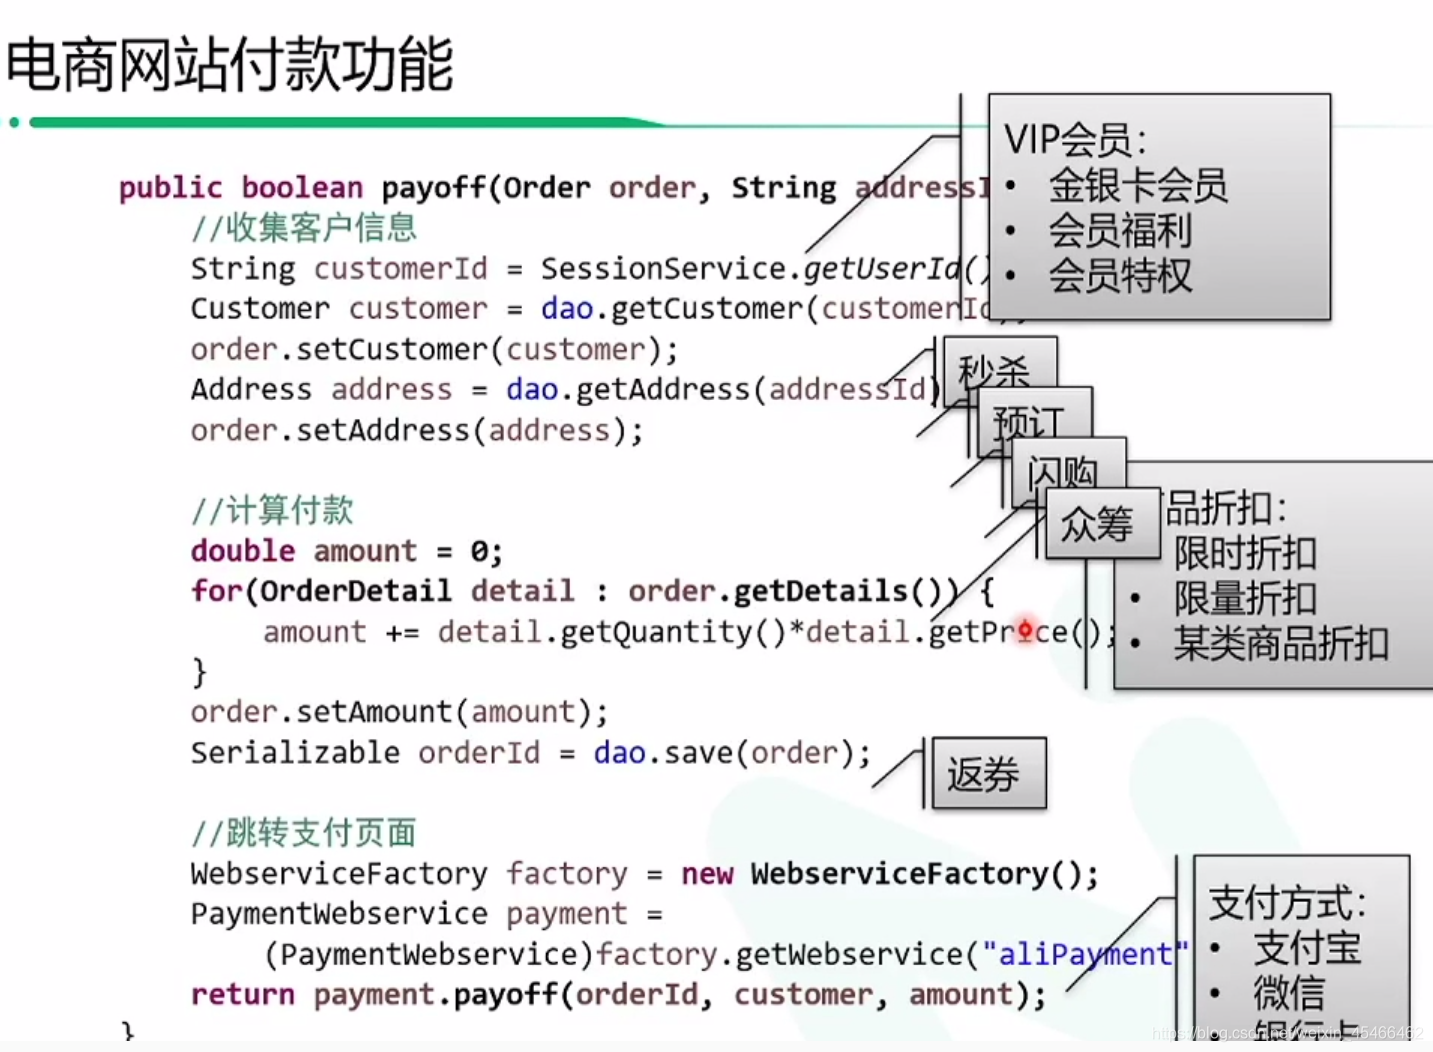 电商网站付款功能
public boolean payoff(Order order, String addressI
//收集客户信息
String customerId = SessionService.getUserId()
Customer customer = dao.getCustomer(customerId);
order.setCustomer(customer);
Address address = dao.getAddress(addressId)
order.setAddress(address);
//计算付款
double amount = 0;
for(OrderDetail detail : order.getDetails()) {
amount += detail.getQuantity()*detail.getPrice();
}
order.setAmount(amount);
Serializable orderId = dao.save(order);
//跳转支付页面
WebserviceFactory factory = new WebserviceFactory();
PaymentWebservice payment =
(PaymentWebservice)factory.getWebservice("aliPayment"
return payment.payoff(orderId, customer, amount);
}
VIP会员:
• 金银卡会员
• 会员福利
• 会员特权
秒杀
预订
闪购
众筹
品折扣:
限时折扣
• 限量折扣
• 某类商品折扣
返券
支付方式:
• 支付宝
• 微信
银行卡
https://blog.csdn.net/weixin_45466462